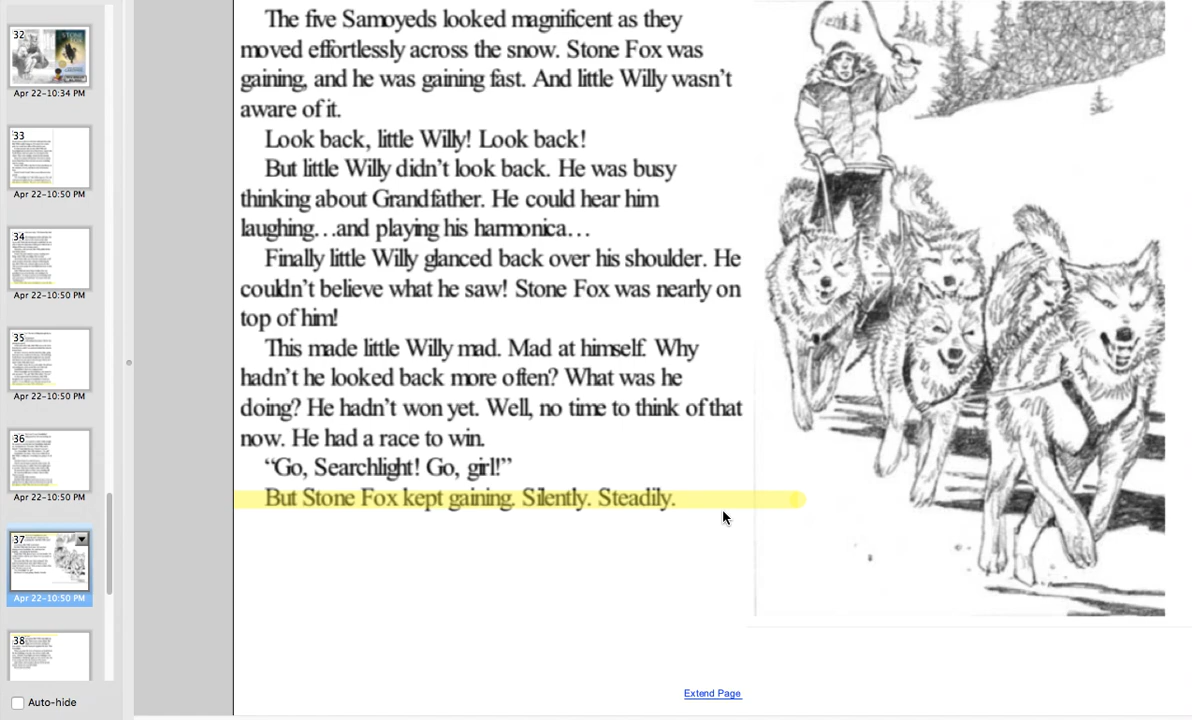 32
Apr 22-10:34 PM
33
Apr 22-10:50 PM
34
Apr 22-10:50 PM
35
Apr 22-10:50 PM
36
Apr 22-10:50 PM
37
Apr 22-10:50 PM
38
Auto-hide
The five Samoyeds looked magnificent as they
moved effortlessly across the snow. Stone Fox was
gaining, and he was gaining fast. And little Willy wasn’t
aware of it.
Look back, little Willy! Look back!
But little Willy didn’t look back. He was busy
thinking about Grandfather. He could hear him
laughing…and playing his harmonica…
Finally little Willy glanced back over his shoulder. He
couldn’t believe what he saw! Stone Fox was nearly on
top of him!
This made little Willy mad. Mad at himself. Why
hadn’t he looked back more often? What was he
doing? He hadn’t won yet. Well, no time to think of that
now. He had a race to win.
“Go, Searchlight! Go, girl!”
But Stone Fox kept gaining. Silently. Steadily.
Extend Page